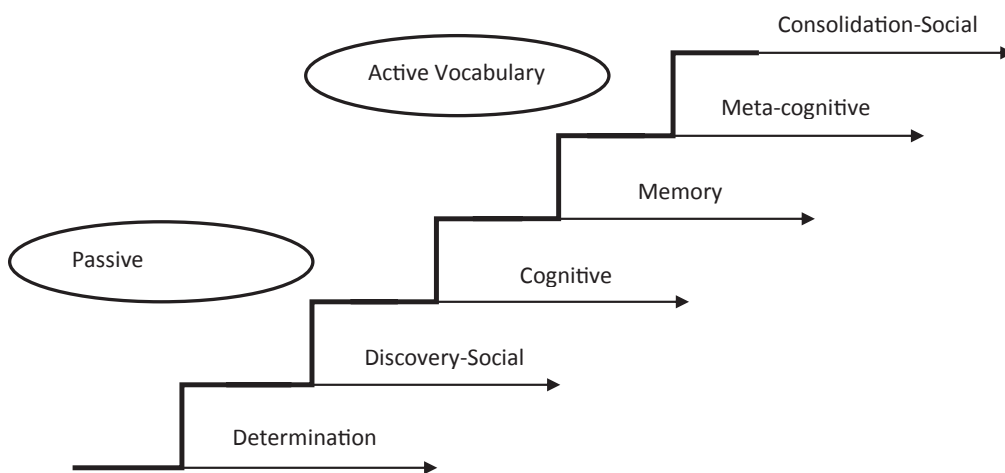 Consolidation-Social
Active Vocabulary
Meta-cognitive
Memory
Passive
Cognitive
Discovery-Social
Determination